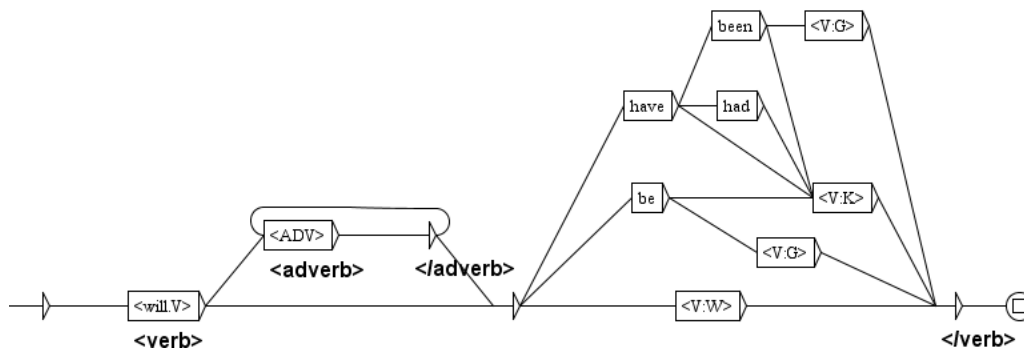 been <V:G>
have had
be <V:K>
<ADV> <V:G>
<adverb> </adverb>
<will.V> <V:W>
<verb> </verb>